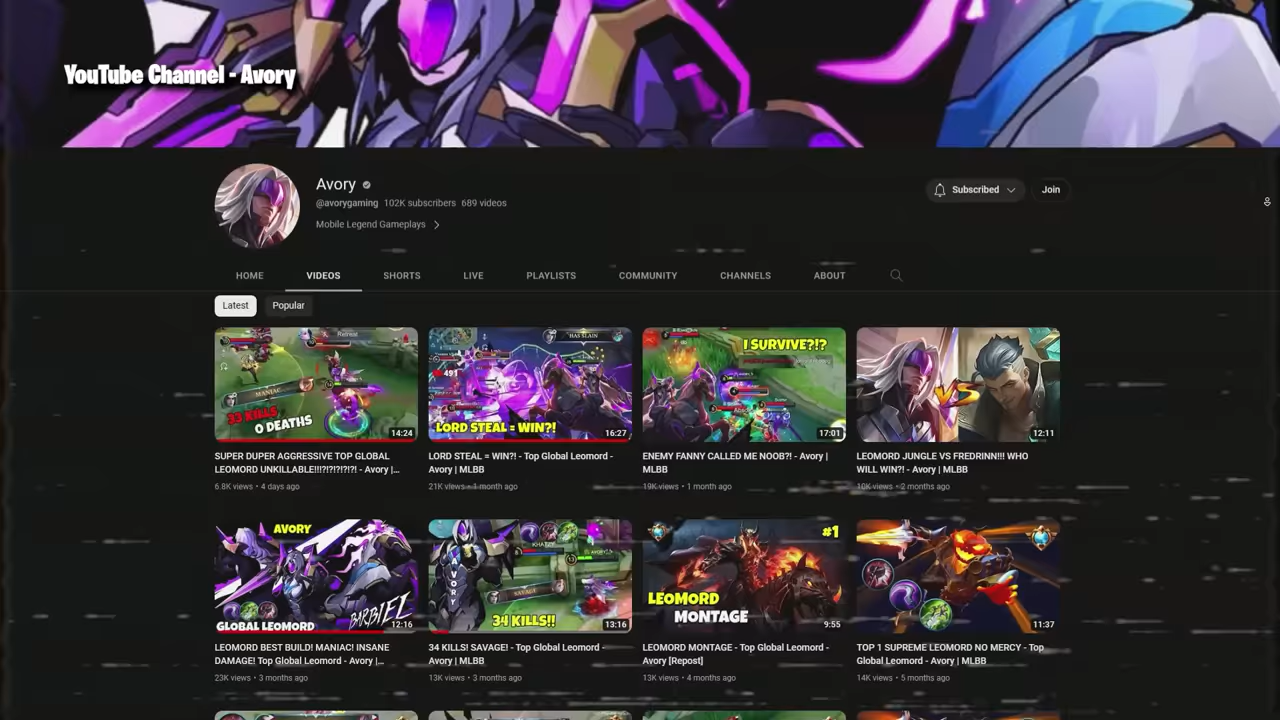 YouTube Channel - Avory
Avory
@avorygaming 102K subscribers 689 videos
Mobile Legend Gameplays
Subscribed
Join
HOME VIDEOS SHORTS LIVE PLAYLISTS COMMUNITY CHANNELS ABOUT
Latest Popular
Retreat
MANIAC
33 KILLS
0 DEATHS
14:24
HAS SLAIN
491
LORD STEAL = WIN?!
16:27
I SURVIVE?!?
17:01
VS
12:11
SUPER DUPER AGGRESSIVE TOP GLOBAL
LEOMORD UNKILLABLE!!!?!?!?!?! - Avory |...
6.8K views • 4 days ago
LORD STEAL = WIN?! - Top Global Leomord -
Avory | MLBB
21K views • 1 month ago
ENEMY FANNY CALLED ME NOOB?! - Avory |
MLBB
19K views • 1 month ago
LEOMORD JUNGLE VS FREDRINN!!! WHO
WILL WIN?! - Avory | MLBB
10K views • 2 months ago
AVORY
BARBIEL
GLOBAL LEOMORD
12:16
AVORY
SAVAGE
34 KILLS!!
13:16
#1
LEOMORD
MONTAGE
9:55
11:37
LEOMORD BEST BUILD! MANIAC! INSANE
DAMAGE! Top Global Leomord - Avory |...
23K views • 3 months ago
34 KILLS! SAVAGE! - Top Global Leomord -
Avory | MLBB
13K views • 3 months ago
LEOMORD MONTAGE - Top Global Leomord -
Avory [Repost]
13K views • 4 months ago
TOP 1 SUPREME LEOMORD NO MERCY - Top
Global Leomord - Avory | MLBB
14K views • 5 months ago